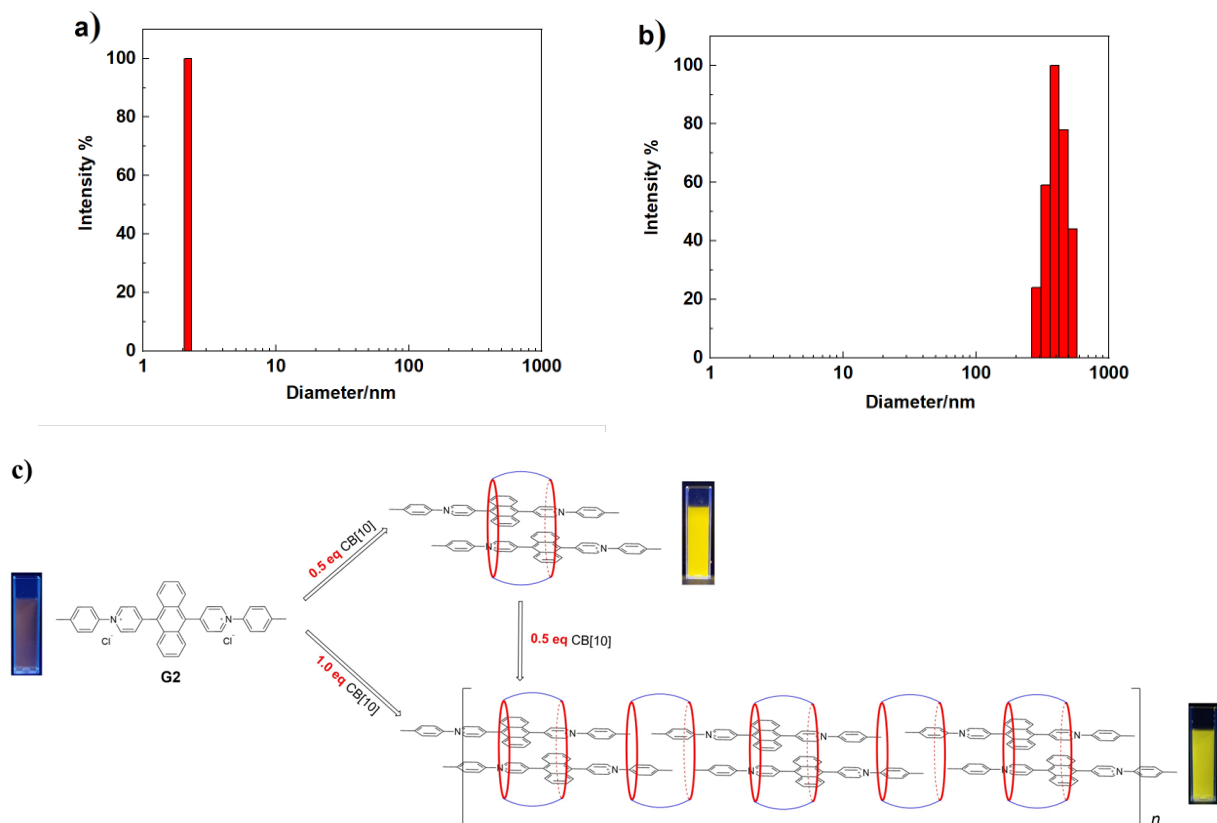 a)
100
80
60
40
20
0
Intensity %
1
10
100
1000
Diameter/nm
b)
100
80
60
40
20
0
Intensity %
1
10
100
1000
Diameter/nm
c)
0.5 eq CB[10]
N
N
N
N
N⁺
N⁺
Cl⁻
Cl⁻
G2
1.0 eq CB[10]
0.5 eq CB[10]
N
N
N
N
N
N
N
N
N
N
N
N
n